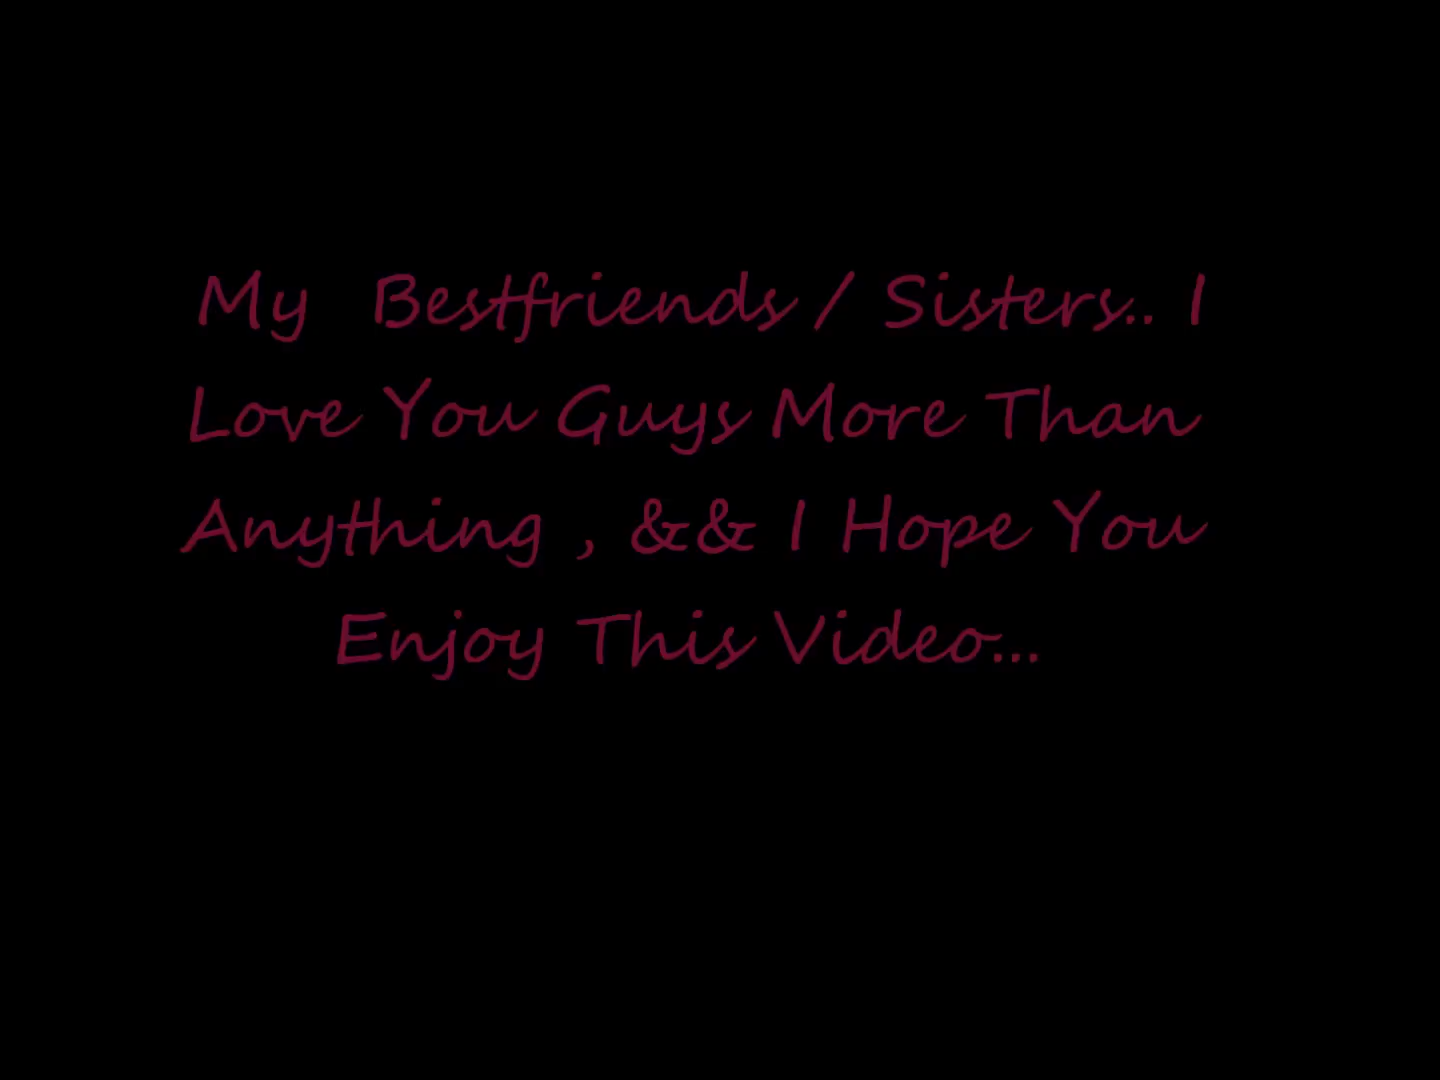 My Bestfriends / Sisters.. I
Love You Guys More Than
Anything , && I Hope You
Enjoy This Video...